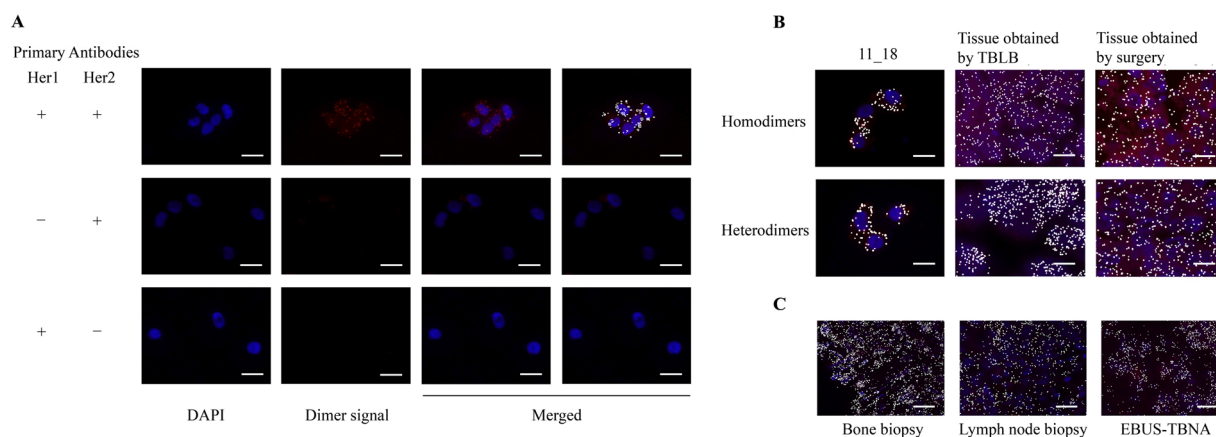 A
Primary Antibodies
Her1 Her2
+ +
− +
+ −
DAPI Dimer signal Merged
B
11_18
Tissue obtained
by TBLB
Tissue obtained
by surgery
Homodimers
Heterodimers
C
Bone biopsy Lymph node biopsy EBUS-TBNA